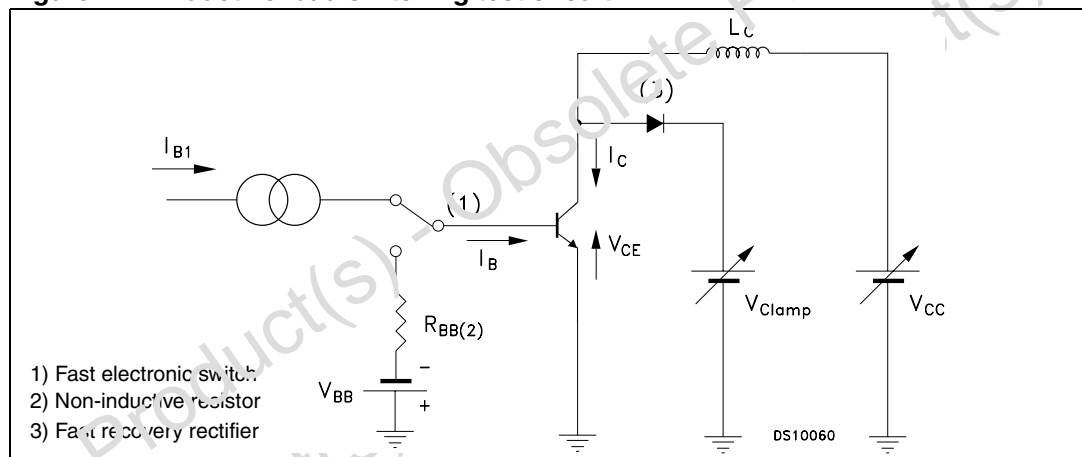 L_C
(3)
I_B1
I_C
(1)
I_B
V_CE
R_BB(2)
V_Clamp
V_CC
V_BB
−
+
1) Fast electronic switch
2) Non-inductive resistor
3) Fast recovery rectifier
DS10060
Product(s) - Obsolete